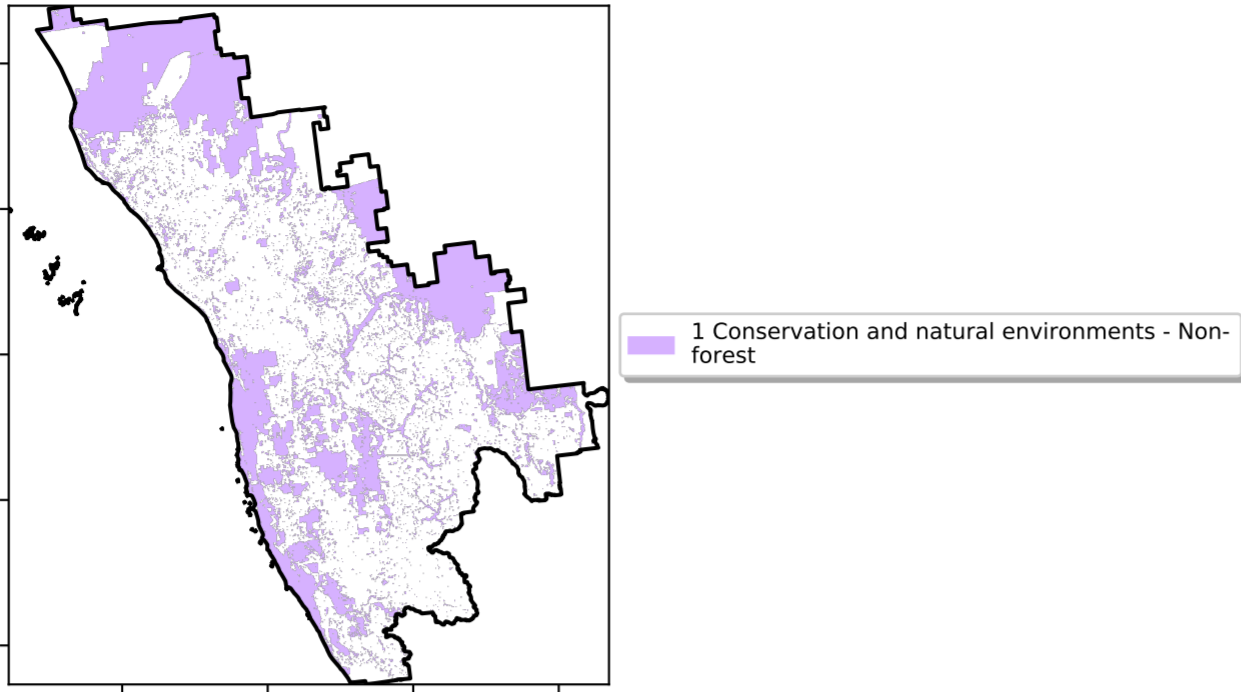 1 Conservation and natural environments - Non-
forest